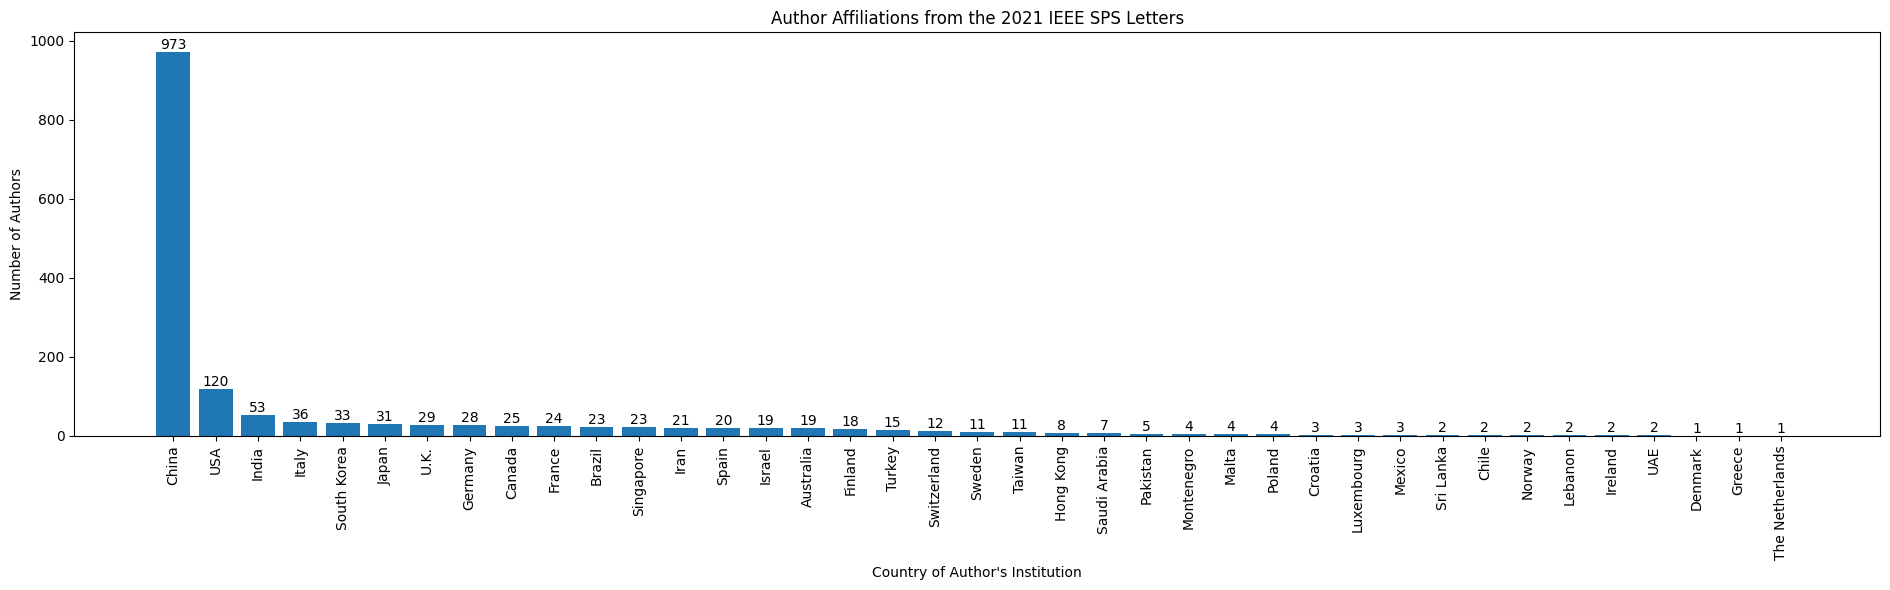 Author Affiliations from the 2021 IEEE SPS Letters
Number of Authors
1000
800
600
400
200
0
973
120
53
36
33
31
29
28
25
24
23
23
21
20
19
19
18
15
12
11
11
8
7
5
4
4
4
3
3
3
2
2
2
2
2
2
1
1
1
China
USA
India
Italy
South Korea
Japan
U.K.
Germany
Canada
France
Brazil
Singapore
Iran
Spain
Israel
Australia
Finland
Turkey
Switzerland
Sweden
Taiwan
Hong Kong
Saudi Arabia
Pakistan
Montenegro
Malta
Poland
Croatia
Luxembourg
Mexico
Sri Lanka
Chile
Norway
Lebanon
Ireland
UAE
Denmark
Greece
The Netherlands
Country of Author's Institution